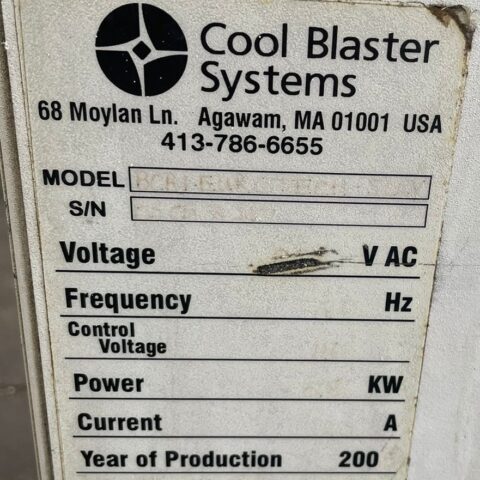 Cool Blaster
Systems
68 Moylan Ln. Agawam, MA 01001 USA
413-786-6655
MODEL
S/N
Voltage V AC
Frequency Hz
Control
Voltage
Power KW
Current A
Year of Production 200